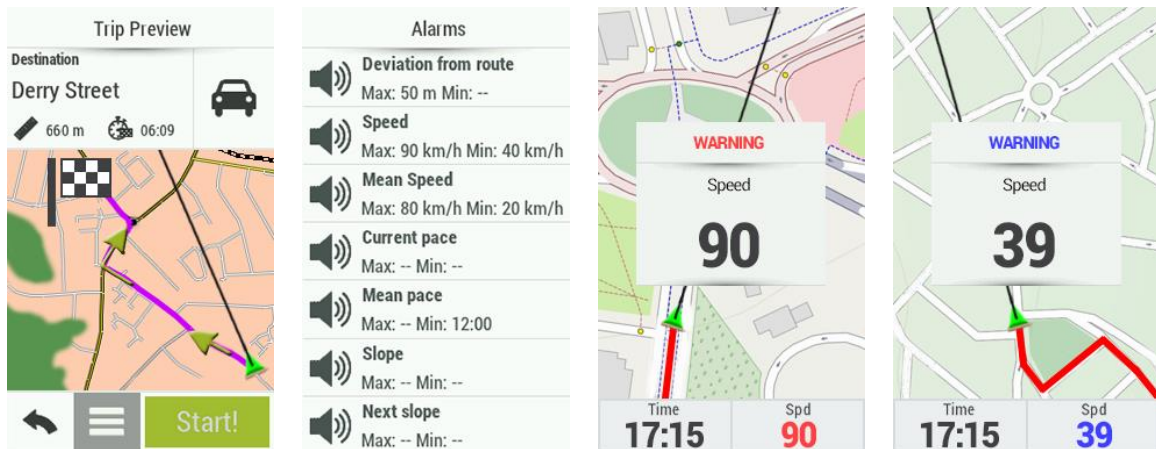 Trip Preview
Destination
Derry Street
660 m 06:09
Start!
Alarms
Deviation from route
Max: 50 m Min: --
Speed
Max: 90 km/h Min: 40 km/h
Mean Speed
Max: 80 km/h Min: 20 km/h
Current pace
Max: -- Min: --
Mean pace
Max: -- Min: 12:00
Slope
Max: -- Min: --
Next slope
Max: -- Min: --
WARNING
Speed
90
Time Spd
17:15 90
WARNING
Speed
39
Time Spd
17:15 39